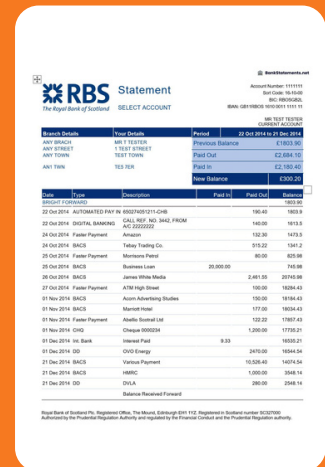 BankStatements.net
RBS
The Royal Bank of Scotland
Statement
SELECT ACCOUNT
Account Number: 1111111
Sort Code: 16-10-00
BIC: RBOSGB2L
MR TEST TESTER
CURRENT ACCOUNT
Branch Details Your Details Period 22 Oct 2014 to 21 Dec 2014
ANY BRACH MR T TESTER Previous Balance £1803.90
ANY STREET 1 TEST STREET
ANY TOWN TEST TOWN Paid Out £2,684.10
ANY TWN TE5 TER Paid In £2,180.40
New Balance £300.20
Date Type Description Paid In Paid Out Balance
BRIGHT FORWARD 1803.90
22 Oct 2014 AUTOMATED PAY IN 650274051211-CHB 190.40 1803.9
22 Oct 2014 DIGITAL BANKING CALL REF. NO. 3442, FROM A/C 22222222 140.00 1613.5
24 Oct 2014 Faster Payment Amazon 132.30 1473.5
24 Oct 2014 BACS Tebay Trading Co. 515.22 1341.2
25 Oct 2014 Faster Payment Morrisons Petrol 80.00 825.98
25 Oct 2014 BACS Business Loan 20,000.00 745.98
26 Oct 2014 BACS James White Media 2,461.55 20745.98
27 Oct 2014 Faster Payment ATM High Street 100.00 18284.43
01 Nov 2014 BACS Acorn Advertising Studies 150.00 18184.43
01 Nov 2014 BACS Marriott Hotel 177.00 18034.43
01 Nov 2014 Faster Payment Abellio Scotrail Ltd 122.22 17857.43
01 Nov 2014 CHQ Cheque 0000234 1,200.00 17735.21
01 Dec 2014 Int. Bank Interest Paid 9.33 16535.21
01 Dec 2014 DD OVO Energy 2470.00 16544.54
21 Dec 2014 BACS Various Payment 10,526.40 14074.54
21 Dec 2014 BACS HMRC 1,000.00 3548.14
21 Dec 2014 DD DVLA 280.00 2548.14
Balance Received Forward
Royal Bank of Scotland Plc. Registered Office, The Mound, Edinburgh EH1 1YZ. Registered in Scotland number SC327000
Authorized by the Prudential Regulation Authority and regulated by the Financial Conduct and the Prudential Regulation authority.